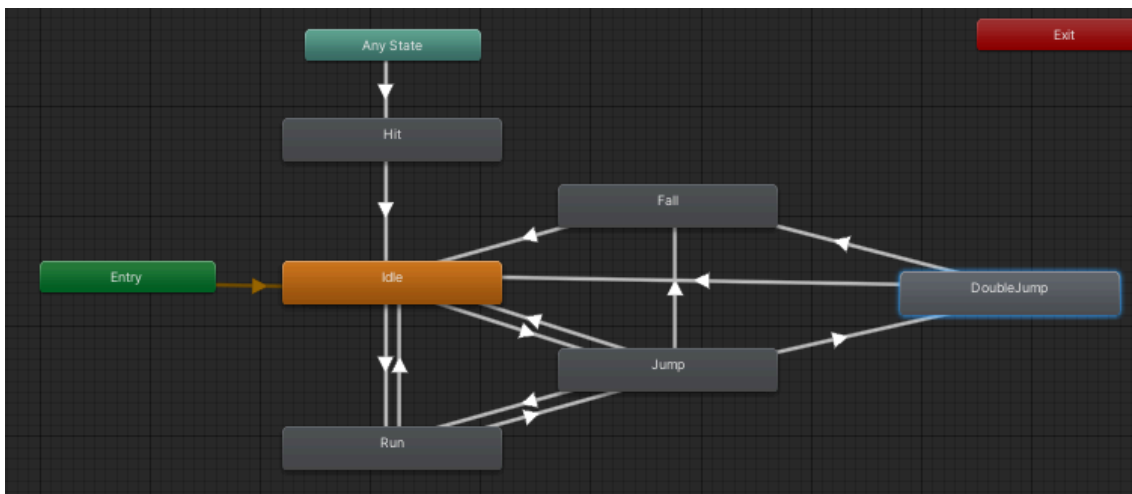 Any State
Exit
Hit
Fall
Entry
Idle
DoubleJump
Jump
Run